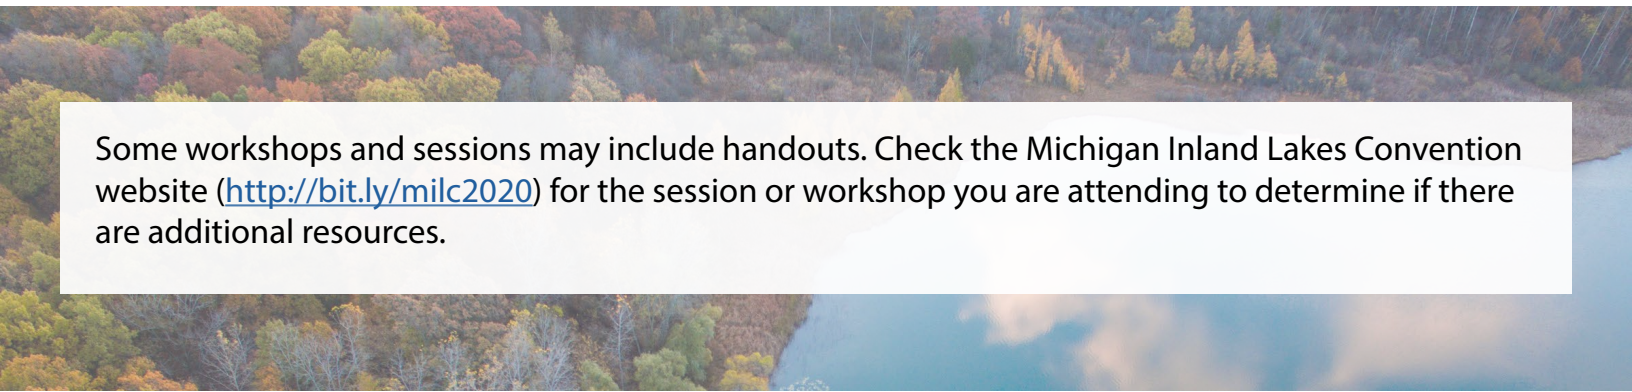 Some workshops and sessions may include handouts. Check the Michigan Inland Lakes Convention
website (http://bit.ly/milc2020) for the session or workshop you are attending to determine if there
are additional resources.